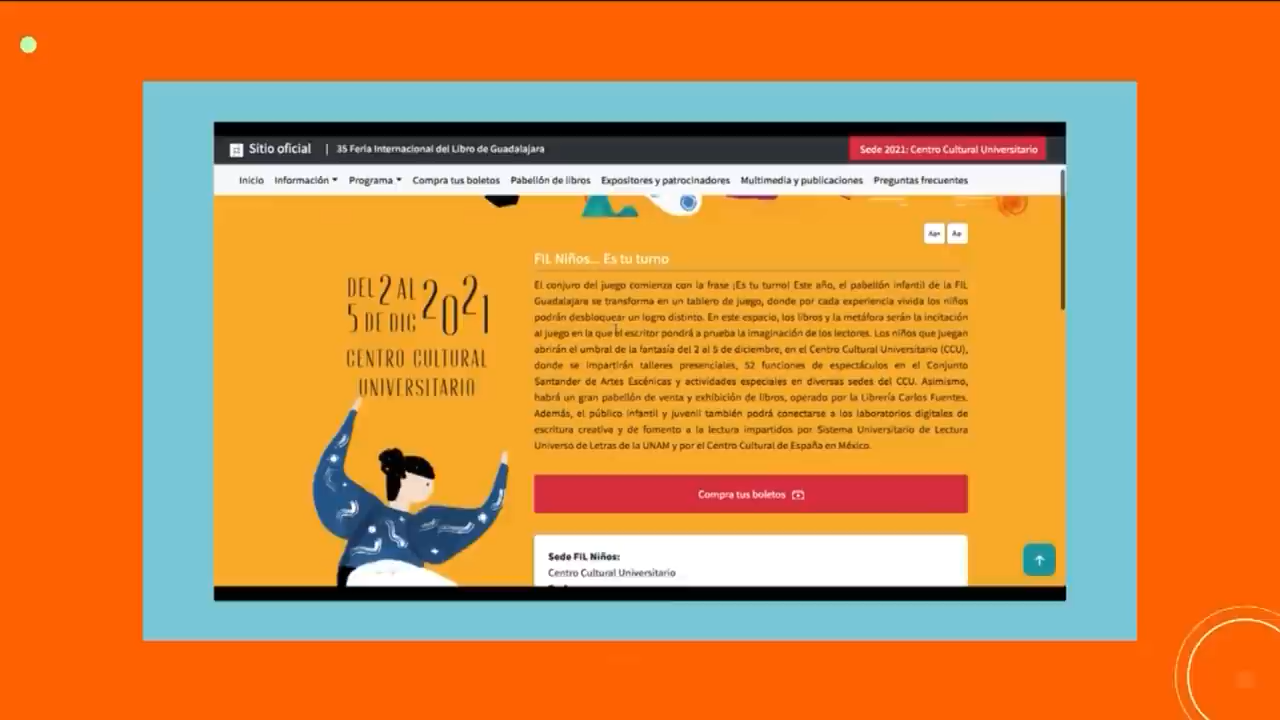 Sitio oficial | 35 Feria Internacional del Libro de Guadalajara
Sede 2021: Centro Cultural Universitario
Inicio Información Programa Compra tus boletos Pabellón de libros Expositores y patrocinadores Multimedia y publicaciones Preguntas frecuentes
DEL 2 AL
5 DE DIC 2021
CENTRO CULTURAL
UNIVERSITARIO
FIL Niños... Es tu turno
El conjuro del juego comienza con la frase ¡Es tu turno! Este año, el pabellón infantil de la FIL
Guadalajara se transforma en un tablero de juego, donde por cada experiencia vivida los niños
podrán desbloquear un logro distinto. En este espacio, los libros y la metáfora serán la incitación
al juego en la que el escritor pondrá a prueba la imaginación de los lectores. Los niños que juegan
abrirán el umbral de la fantasía del 2 al 5 de diciembre, en el Centro Cultural Universitario (CCU),
donde se impartirán talleres presenciales, 52 funciones de espectáculos en el Conjunto
Santander de Artes Escénicas y actividades especiales en diversas sedes del CCU. Asimismo,
habrá un gran pabellón de venta y exhibición de libros, operado por la Librería Carlos Fuentes.
Además, el público infantil y juvenil también podrá conectarse a los laboratorios digitales de
escritura creativa y de fomento a la lectura impartidos por Sistema Universitario de Lectura
Universo de Letras de la UNAM y por el Centro Cultural de España en México.
Compra tus boletos
Sede FIL Niños:
Centro Cultural Universitario